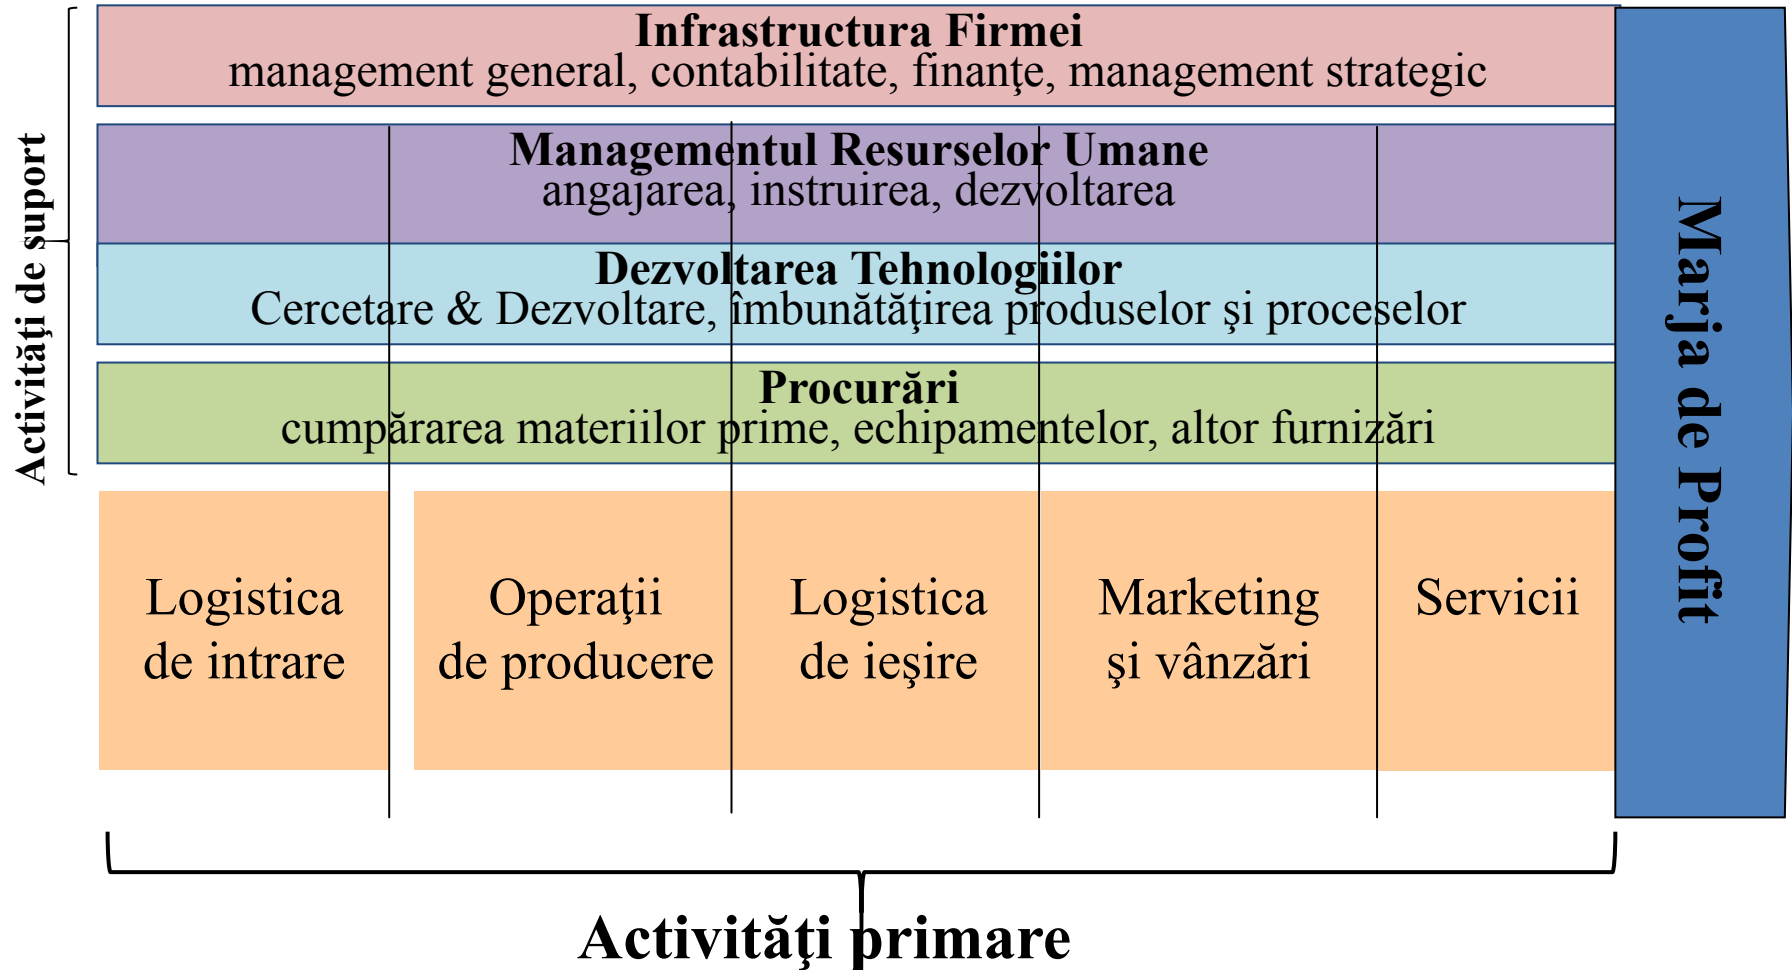 Infrastructura Firmei
management general, contabilitate, finanţe, management strategic
Managementul Resurselor Umane
angajarea, instruirea, dezvoltarea
Dezvoltarea Tehnologiilor
Cercetare & Dezvoltare, îmbunătăţirea produselor şi proceselor
Procurări
cumpărarea materiilor prime, echipamentelor, altor furnizări
Activităţi de suport
Logistica
de intrare
Operaţii
de producere
Logistica
de ieşire
Marketing
şi vânzări
Servicii
Marja de Profit
Activităţi primare